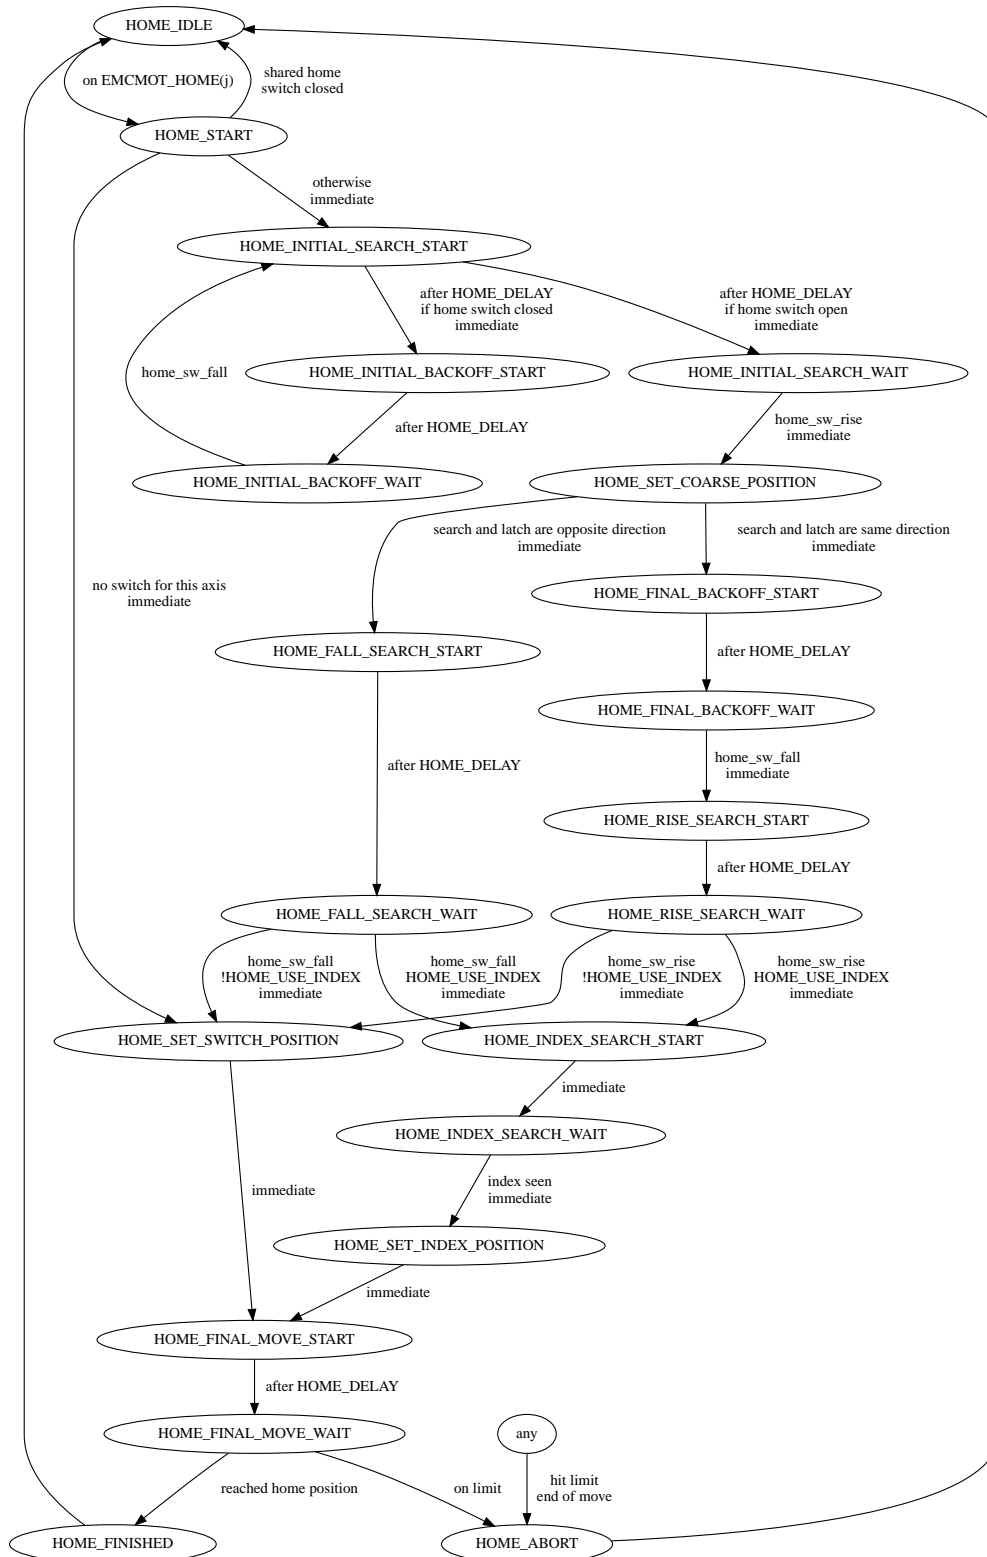 HOME_IDLE
on EMCMOT_HOME(j)
shared home
switch closed
HOME_START
otherwise
immediate
HOME_INITIAL_SEARCH_START
after HOME_DELAY
if home switch closed
immediate
after HOME_DELAY
if home switch open
immediate
home_sw_fall
HOME_INITIAL_BACKOFF_START
HOME_INITIAL_SEARCH_WAIT
after HOME_DELAY
home_sw_rise
immediate
HOME_INITIAL_BACKOFF_WAIT
HOME_SET_COARSE_POSITION
search and latch are opposite direction
immediate
search and latch are same direction
immediate
no switch for this axis
immediate
HOME_FINAL_BACKOFF_START
HOME_FALL_SEARCH_START
after HOME_DELAY
HOME_FINAL_BACKOFF_WAIT
after HOME_DELAY
home_sw_fall
immediate
HOME_RISE_SEARCH_START
after HOME_DELAY
HOME_FALL_SEARCH_WAIT
HOME_RISE_SEARCH_WAIT
home_sw_fall
!HOME_USE_INDEX
immediate
home_sw_fall
HOME_USE_INDEX
immediate
home_sw_rise
!HOME_USE_INDEX
immediate
home_sw_rise
HOME_USE_INDEX
immediate
HOME_SET_SWITCH_POSITION
HOME_INDEX_SEARCH_START
immediate
HOME_INDEX_SEARCH_WAIT
immediate
index seen
immediate
HOME_SET_INDEX_POSITION
immediate
HOME_FINAL_MOVE_START
after HOME_DELAY
HOME_FINAL_MOVE_WAIT
any
reached home position
on limit
hit limit
end of move
HOME_FINISHED
HOME_ABORT